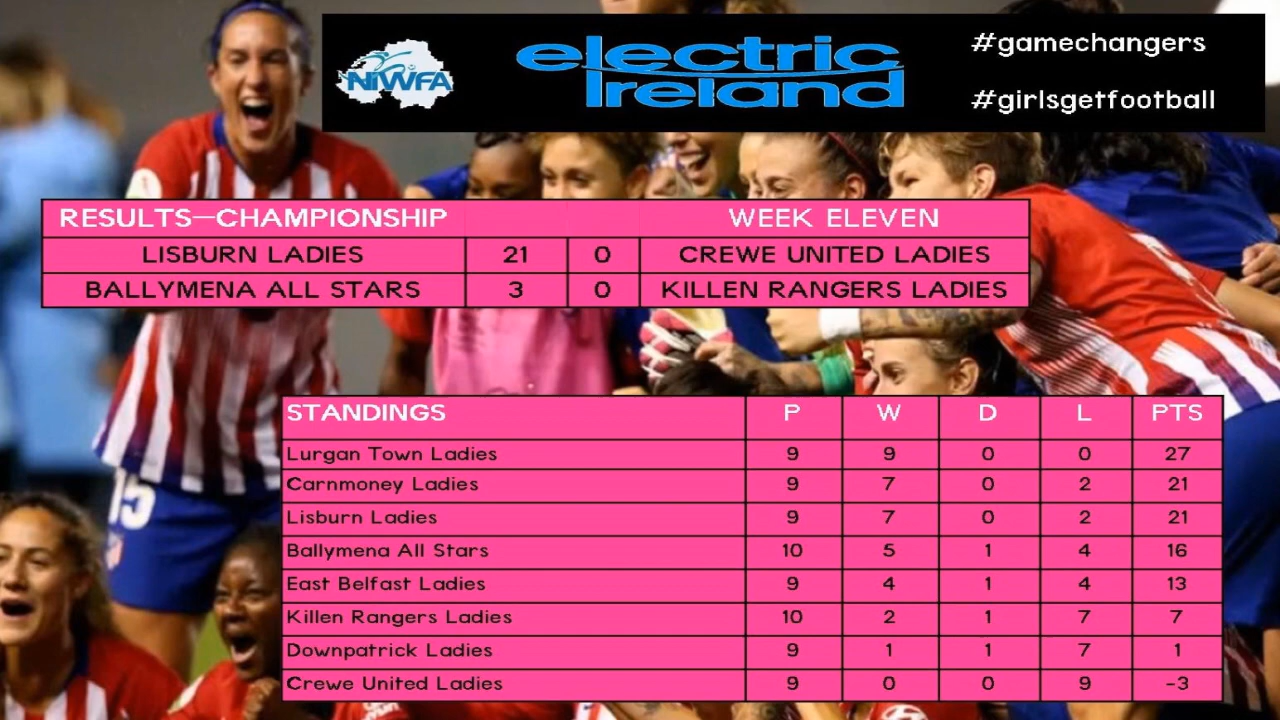 NIWFA
electric
Ireland
#gamechangers
#girlsgetfootball
RESULTS—CHAMPIONSHIP WEEK ELEVEN
LISBURN LADIES 21 0 CREWE UNITED LADIES
BALLYMENA ALL STARS 3 0 KILLEN RANGERS LADIES
STANDINGS P W D L PTS
Lurgan Town Ladies 9 9 0 0 27
Carnmoney Ladies 9 7 0 2 21
Lisburn Ladies 9 7 0 2 21
Ballymena All Stars 10 5 1 4 16
East Belfast Ladies 9 4 1 4 13
Killen Rangers Ladies 10 2 1 7 7
Downpatrick Ladies 9 1 1 7 1
Crewe United Ladies 9 0 0 9 -3
15